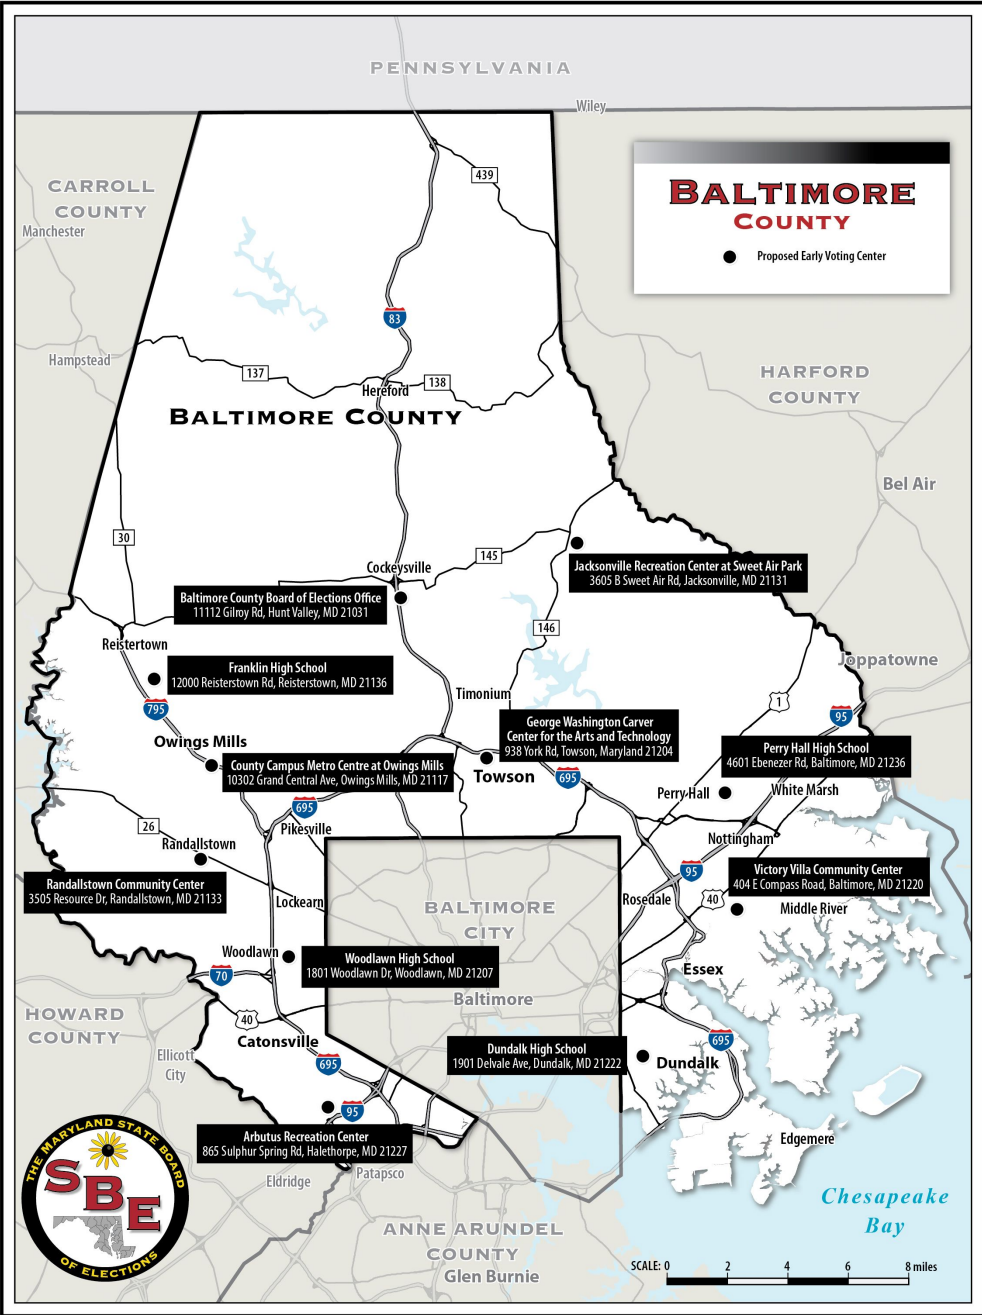 PENNSYLVANIA
Wiley
CARROLL
COUNTY
Manchester
439
BALTIMORE
COUNTY
Proposed Early Voting Center
83
Hampstead
137
Hereford
138
HARFORD
COUNTY
BALTIMORE COUNTY
Bel Air
30
145
Cockeysville
Jacksonville Recreation Center at Sweet Air Park
3605 B Sweet Air Rd, Jacksonville, MD 21131
Baltimore County Board of Elections Office
11112 Gilroy Rd, Hunt Valley, MD 21031
146
Reistertown
Joppatowne
Franklin High School
12000 Reisterstown Rd, Reisterstown, MD 21136
Timonium
1
795
95
George Washington Carver
Center for the Arts and Technology
938 York Rd, Towson, Maryland 21204
Owings Mills
Perry Hall High School
4601 Ebenezer Rd, Baltimore, MD 21236
County Campus Metro Centre at Owings Mills
10302 Grand Central Ave, Owings Mills, MD 21117
Towson
695
Perry Hall
White Marsh
695
26
Pikesville
Randallstown
Nottingham
Randallstown Community Center
3505 Resource Dr, Randallstown, MD 21133
95
Victory Villa Community Center
404 E Compass Road, Baltimore, MD 21220
Lockearn
BALTIMORE
CITY
Rosedale
40
Middle River
Woodlawn
Woodlawn High School
1801 Woodlawn Dr, Woodlawn, MD 21207
70
Essex
Baltimore
HOWARD
COUNTY
40
Catonsville
695
Ellicott
City
Dundalk High School
1901 Delvale Ave, Dundalk, MD 21222
Dundalk
695
95
Arbutus Recreation Center
865 Sulphur Spring Rd, Halethorpe, MD 21227
Edgemere
THE MARYLAND STATE BOARD
SBE
OF ELECTIONS
Eldridge
Patapsco
Chesapeake
Bay
ANNE ARUNDEL
COUNTY
Glen Burnie
SCALE: 0 2 4 6 8 miles